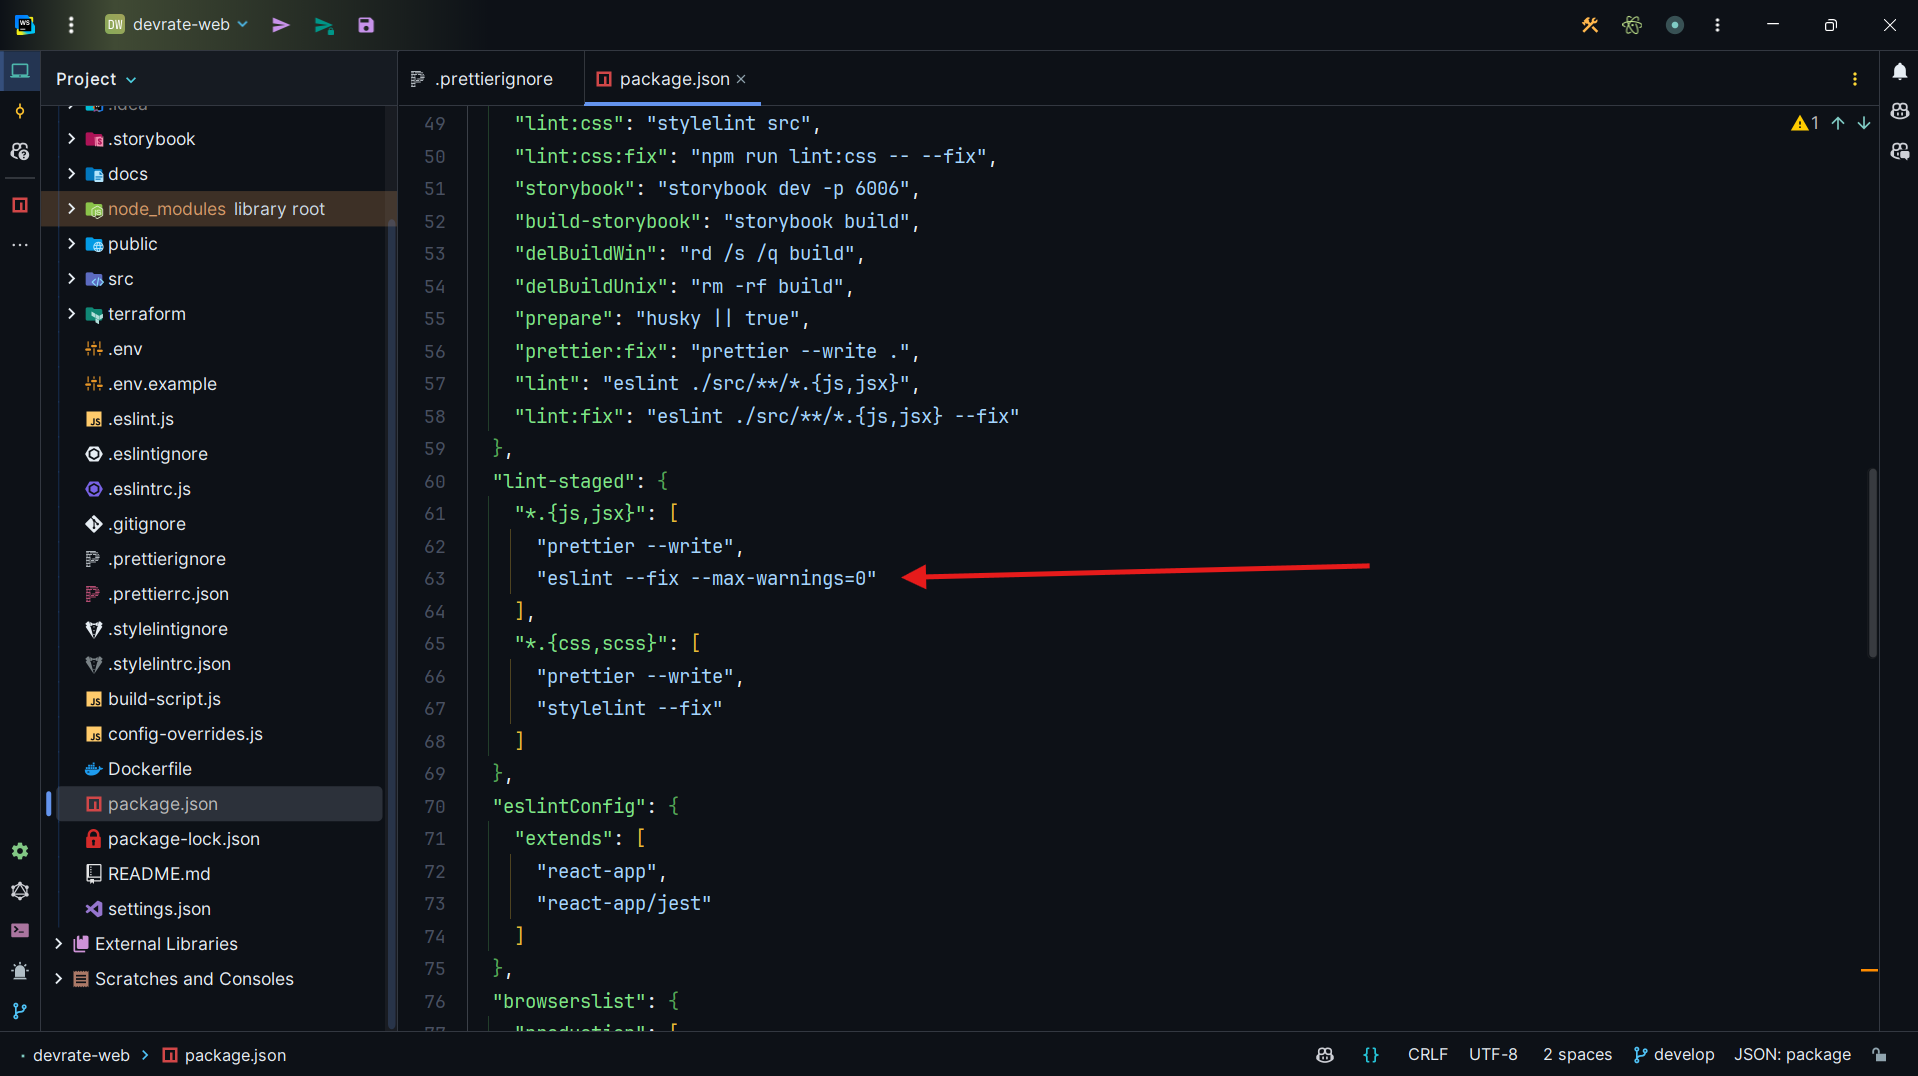 DW devrate-web
Project
.prettierignore
package.json
.idea
.storybook
docs
node_modules library root
public
src
terraform
.env
.env.example
.eslint.js
.eslintignore
.eslintrc.js
.gitignore
.prettierignore
.prettierrc.json
.stylelintignore
.stylelintrc.json
build-script.js
config-overrides.js
Dockerfile
package.json
package-lock.json
README.md
settings.json
External Libraries
Scratches and Consoles
1
49 "lint:css": "stylelint src",
50 "lint:css:fix": "npm run lint:css -- --fix",
51 "storybook": "storybook dev -p 6006",
52 "build-storybook": "storybook build",
53 "delBuildWin": "rd /s /q build",
54 "delBuildUnix": "rm -rf build",
55 "prepare": "husky || true",
56 "prettier:fix": "prettier --write .",
57 "lint": "eslint ./src/**/*.{js,jsx}",
58 "lint:fix": "eslint ./src/**/*.{js,jsx} --fix"
59 },
60 "lint-staged": {
61 "*.{js,jsx}": [
62 "prettier --write",
63 "eslint --fix --max-warnings=0"
64 ],
65 "*.{css,scss}": [
66 "prettier --write",
67 "stylelint --fix"
68 ]
69 },
70 "eslintConfig": {
71 "extends": [
72 "react-app",
73 "react-app/jest"
74 ]
75 },
76 "browserslist": {
77 "production": [
devrate-web > package.json
{} CRLF UTF-8 2 spaces develop JSON: package